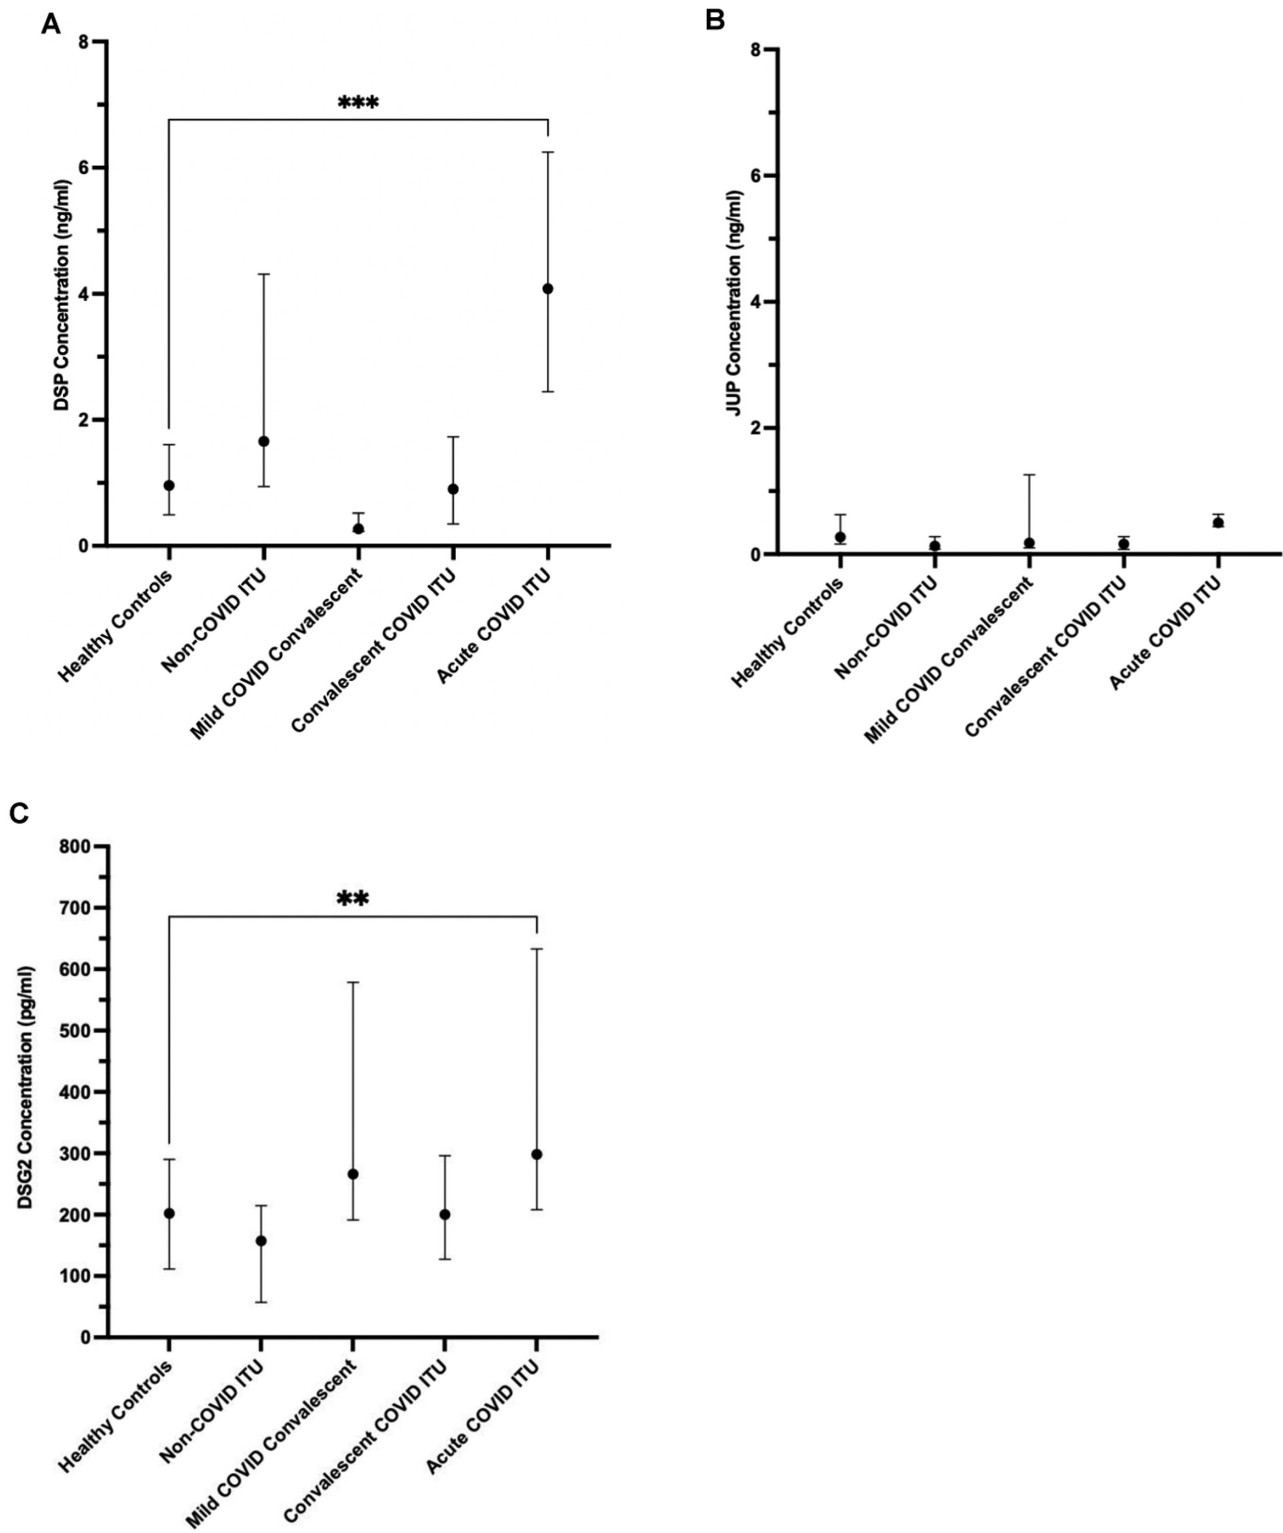 A
8
6
4
2
0
DSP Concentration (ng/ml)
***
Healthy Controls
Non-COVID ITU
Mild COVID Convalescent
Convalescent COVID ITU
Acute COVID ITU
B
8
6
4
2
0
JUP Concentration (ng/ml)
Healthy Controls
Non-COVID ITU
Mild COVID Convalescent
Convalescent COVID ITU
Acute COVID ITU
C
800
700
600
500
400
300
200
100
0
DSG2 Concentration (pg/ml)
**
Healthy Controls
Non-COVID ITU
Mild COVID Convalescent
Convalescent COVID ITU
Acute COVID ITU